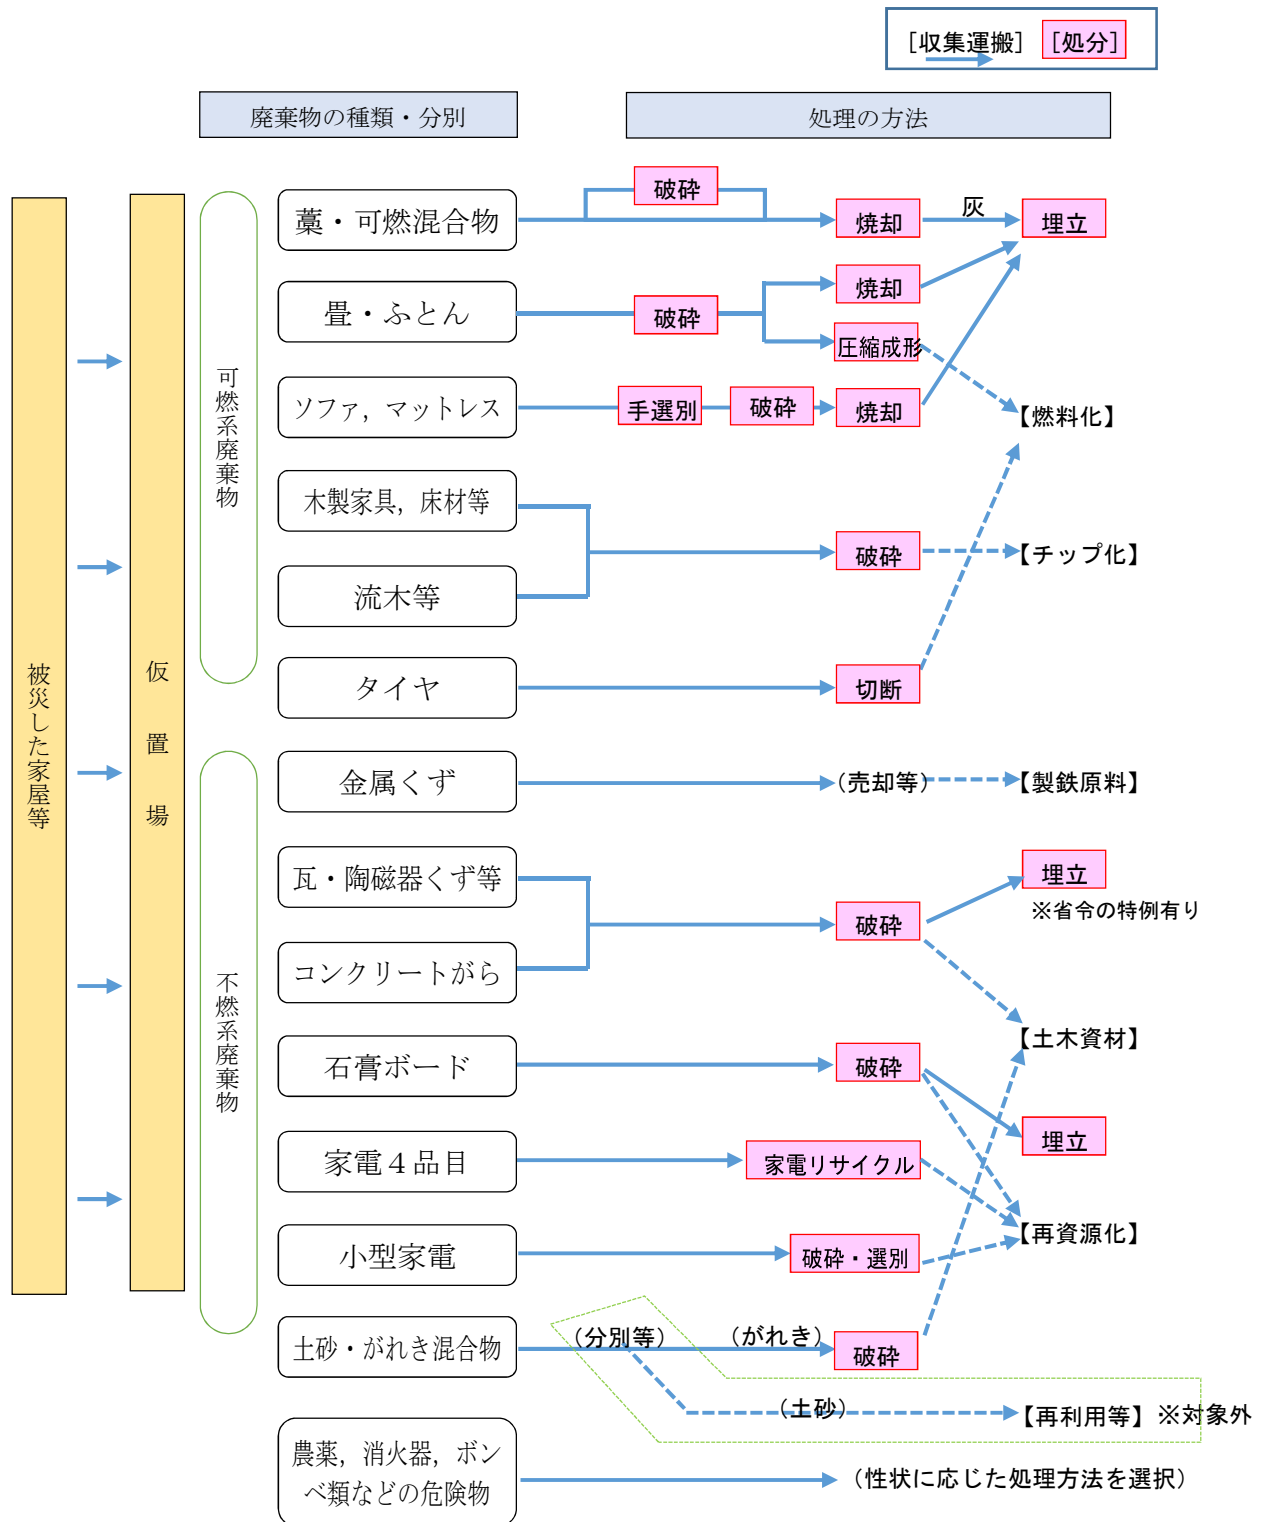 ［収集運搬］ ［処分］
廃棄物の種類・分別 処理の方法
被災した家屋等
仮置場
可燃系廃棄物
藁・可燃混合物 破砕 焼却 灰 埋立
畳・ふとん 破砕 焼却
圧縮成形
ソファ，マットレス 手選別 破砕 焼却 【燃料化】
木製家具，床材等
破砕 【チップ化】
流木等
タイヤ 切断
不燃系廃棄物
金属くず （売却等） 【製鉄原料】
瓦・陶磁器くず等 埋立
※省令の特例有り
破砕
コンクリートがら
【土木資材】
石膏ボード 破砕
埋立
家電４品目 家電リサイクル
【再資源化】
小型家電 破砕・選別
土砂・がれき混合物 （分別等） （がれき） 破砕
（土砂） 【再利用等】 ※対象外
農薬，消火器，ボン
ベ類などの危険物
（性状に応じた処理方法を選択）